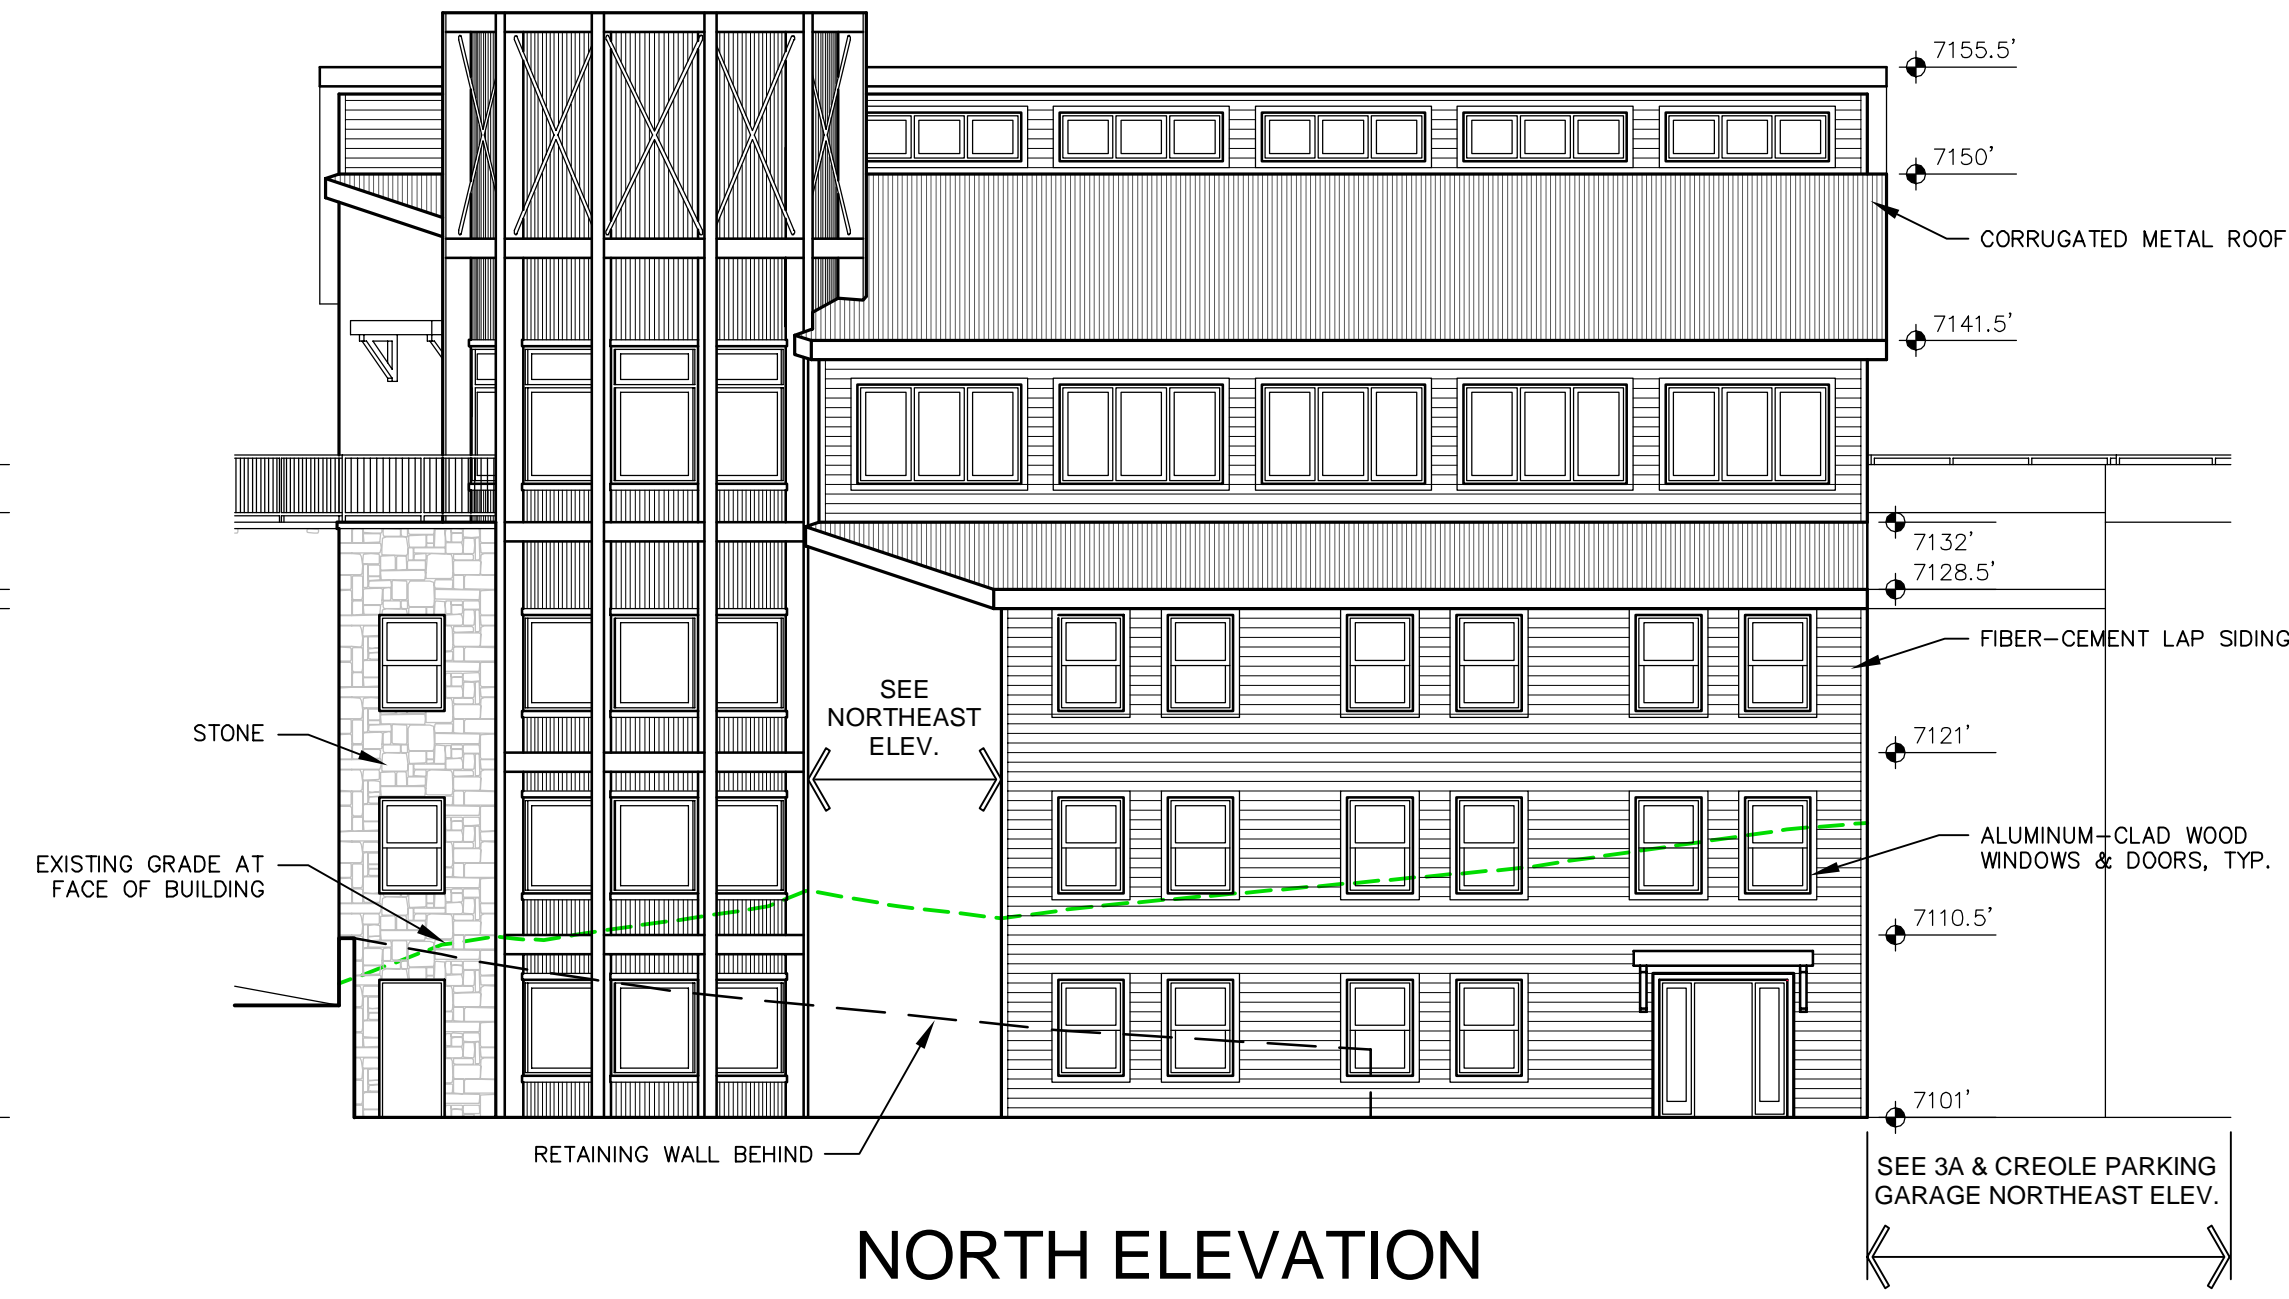 7155.5'
7150'
CORRUGATED METAL ROOF
7141.5'
7132'
7128.5'
FIBER-CEMENT LAP SIDING
SEE
NORTHEAST
ELEV.
STONE
7121'
ALUMINUM-CLAD WOOD
WINDOWS & DOORS, TYP.
EXISTING GRADE AT
FACE OF BUILDING
7110.5'
7101'
RETAINING WALL BEHIND
SEE 3A & CREOLE PARKING
GARAGE NORTHEAST ELEV.
NORTH ELEVATION